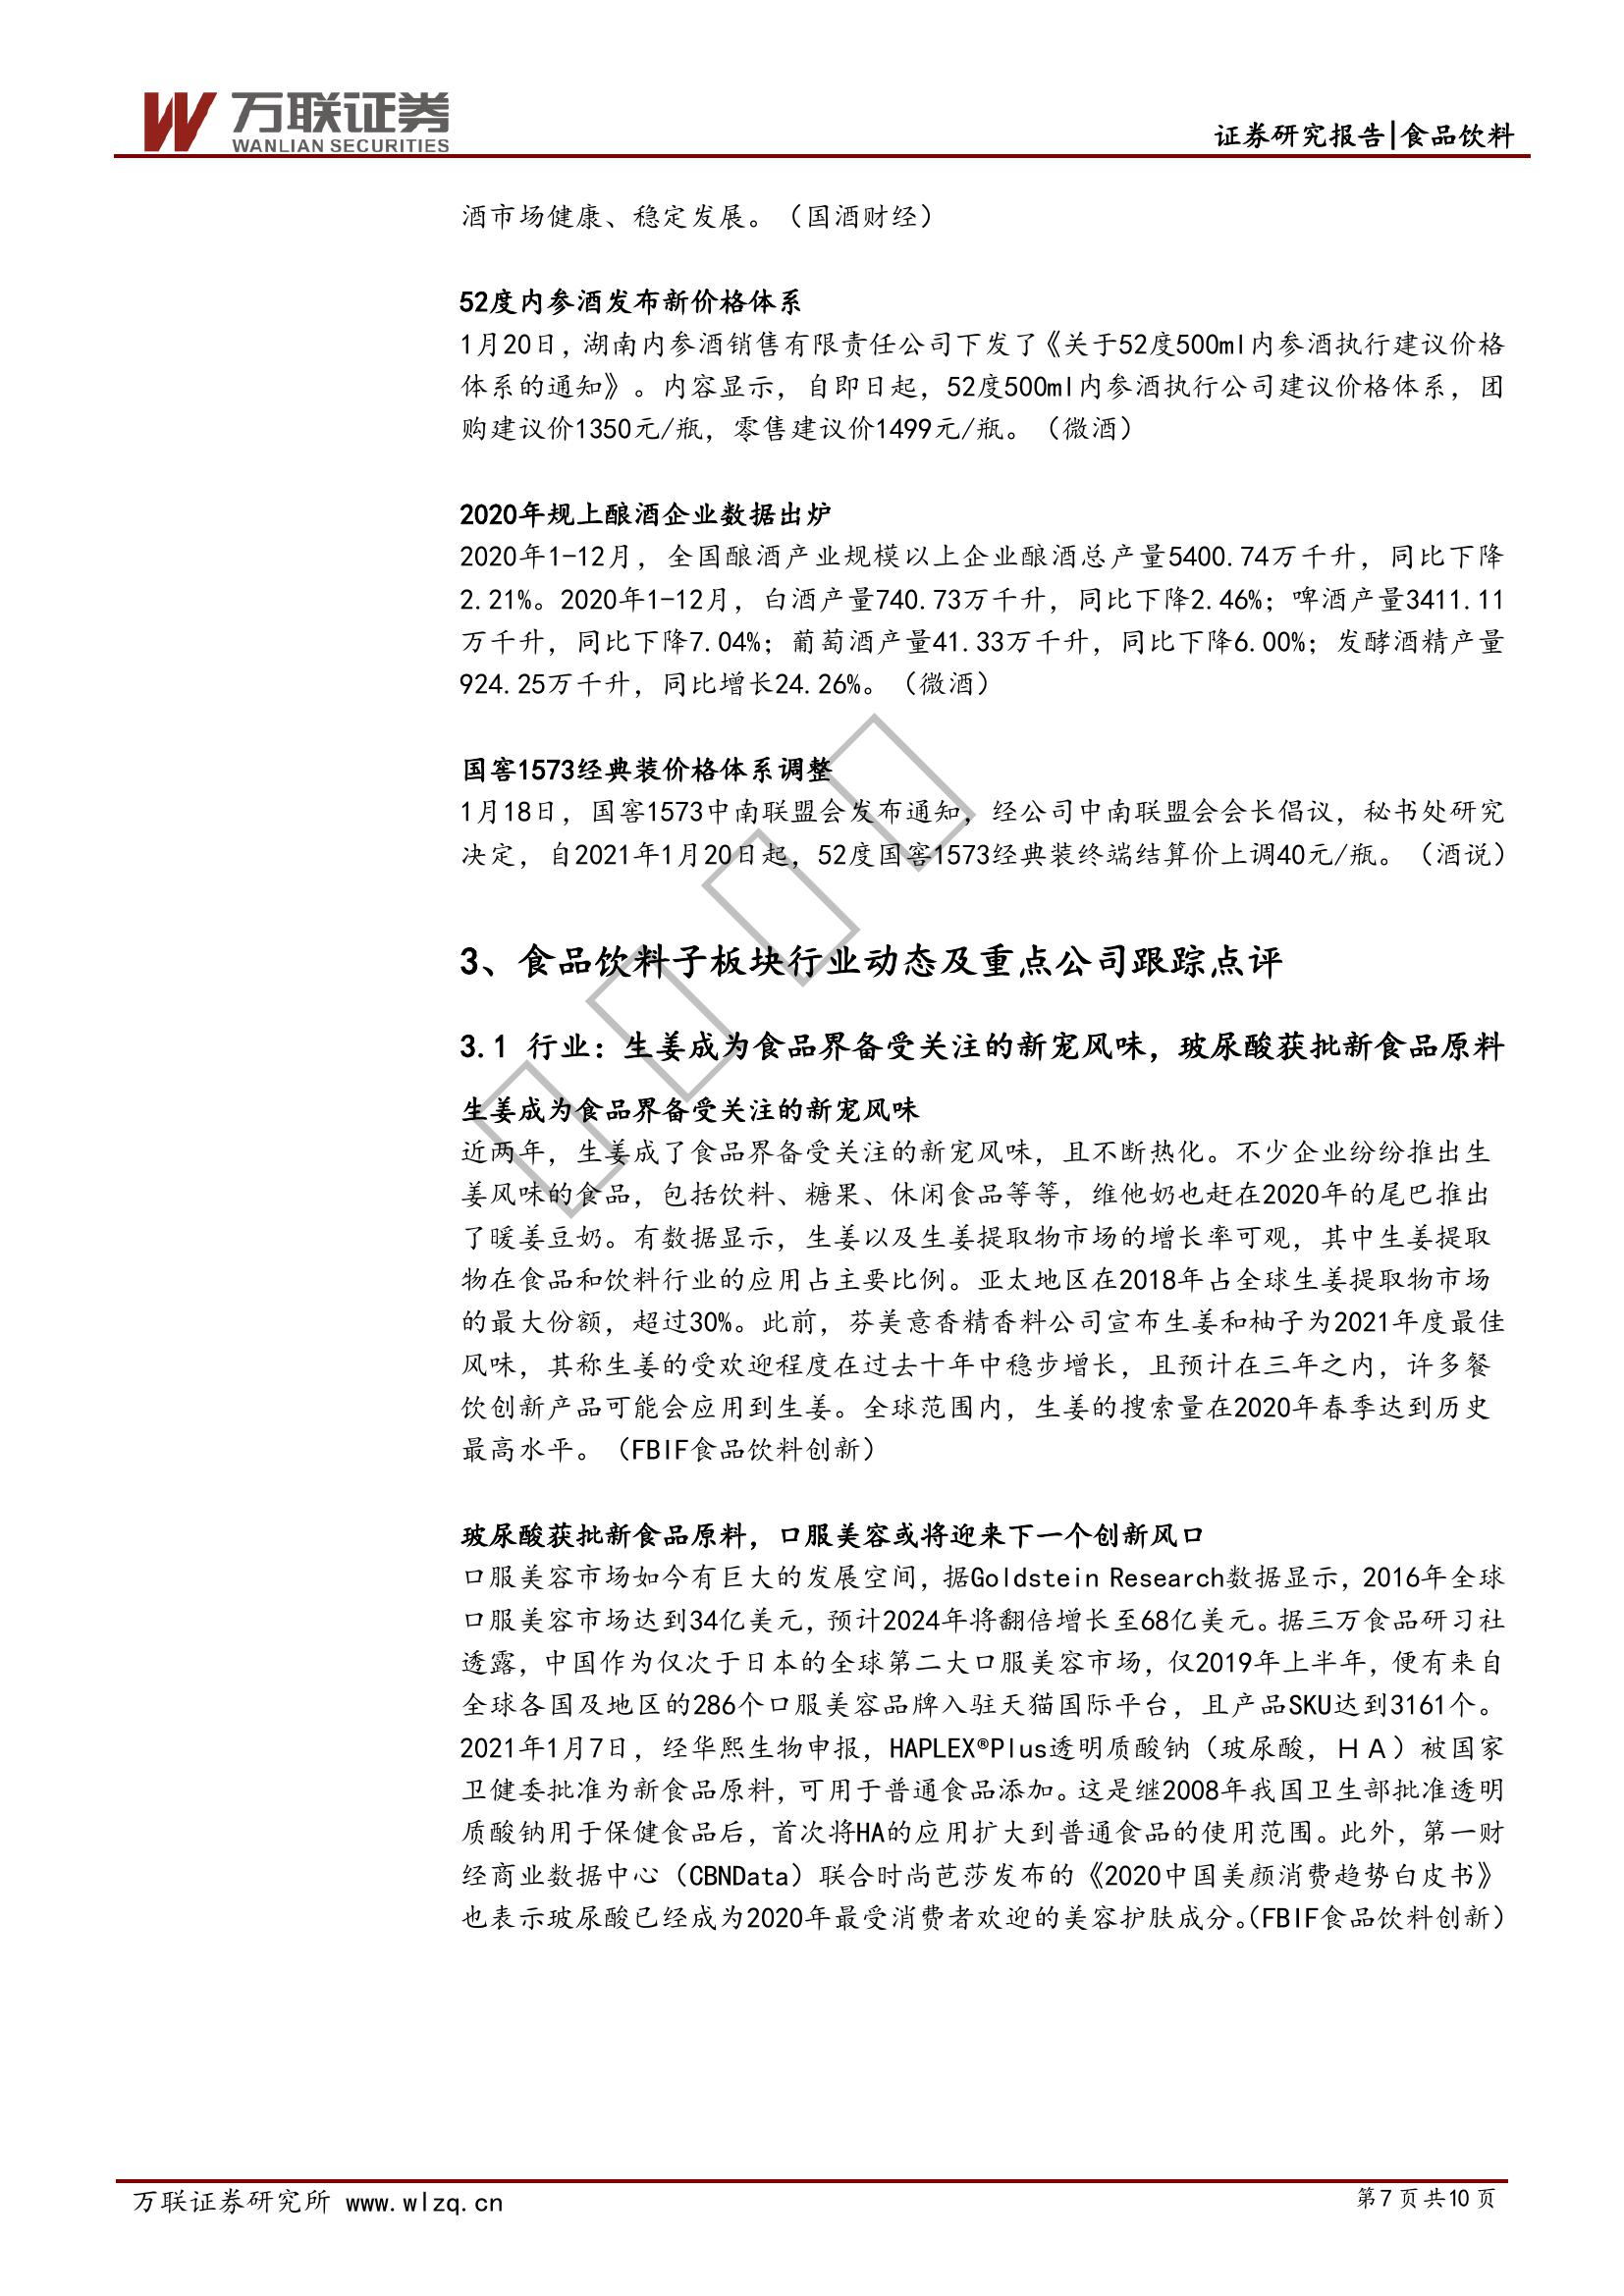 万联证券
WANLIAN SECURITIES
证券研究报告|食品饮料
酒市场健康、稳定发展。（国酒财经）
52度内参酒发布新价格体系
1月20日，湖南内参酒销售有限责任公司下发了《关于52度500ml内参酒执行建议价格
体系的通知》。内容显示，自即日起，52度500ml内参酒执行公司建议价格体系，团
购建议价1350元/瓶，零售建议价1499元/瓶。（微酒）
2020年规上酿酒企业数据出炉
2020年1-12月，全国酿酒产业规模以上企业酿酒总产量5400.74万千升，同比下降
2.21%。2020年1-12月，白酒产量740.73万千升，同比下降2.46%；啤酒产量3411.11
万千升，同比下降7.04%；葡萄酒产量41.33万千升，同比下降6.00%；发酵酒精产量
924.25万千升，同比增长24.26%。（微酒）
国窖1573经典装价格体系调整
1月18日，国窖1573中南联盟会发布通知，经公司中南联盟会会长倡议，秘书处研究
决定，自2021年1月20日起，52度国窖1573经典装终端结算价上调40元/瓶。（酒说）
3、食品饮料子板块行业动态及重点公司跟踪点评
3.1 行业：生姜成为食品界备受关注的新宠风味，玻尿酸获批新食品原料
生姜成为食品界备受关注的新宠风味
近两年，生姜成了食品界备受关注的新宠风味，且不断热化。不少企业纷纷推出生
姜风味的食品，包括饮料、糖果、休闲食品等等，维他奶也赶在2020年的尾巴推出
了暖姜豆奶。有数据显示，生姜以及生姜提取物市场的增长率可观，其中生姜提取
物在食品和饮料行业的应用占主要比例。亚太地区在2018年占全球生姜提取物市场
的最大份额，超过30%。此前，芬美意香精香料公司宣布生姜和柚子为2021年度最佳
风味，其称生姜的受欢迎程度在过去十年中稳步增长，且预计在三年之内，许多餐
饮创新产品可能会应用到生姜。全球范围内，生姜的搜索量在2020年春季达到历史
最高水平。（FBIF食品饮料创新）
玻尿酸获批新食品原料，口服美容或将迎来下一个创新风口
口服美容市场如今有巨大的发展空间，据Goldstein Research数据显示，2016年全球
口服美容市场达到34亿美元，预计2024年将翻倍增长至68亿美元。据三万食品研习社
透露，中国作为仅次于日本的全球第二大口服美容市场，仅2019年上半年，便有来自
全球各国及地区的286个口服美容品牌入驻天猫国际平台，且产品SKU达到3161个。
2021年1月7日，经华熙生物申报，HAPLEX®Plus透明质酸钠（玻尿酸，ＨＡ）被国家
卫健委批准为新食品原料，可用于普通食品添加。这是继2008年我国卫生部批准透明
质酸钠用于保健食品后，首次将HA的应用扩大到普通食品的使用范围。此外，第一财
经商业数据中心（CBNData）联合时尚芭莎发布的《2020中国美颜消费趋势白皮书》
也表示玻尿酸已经成为2020年最受消费者欢迎的美容护肤成分。（FBIF食品饮料创新）
万联证券研究所 www.wlzq.cn
第7页共10页